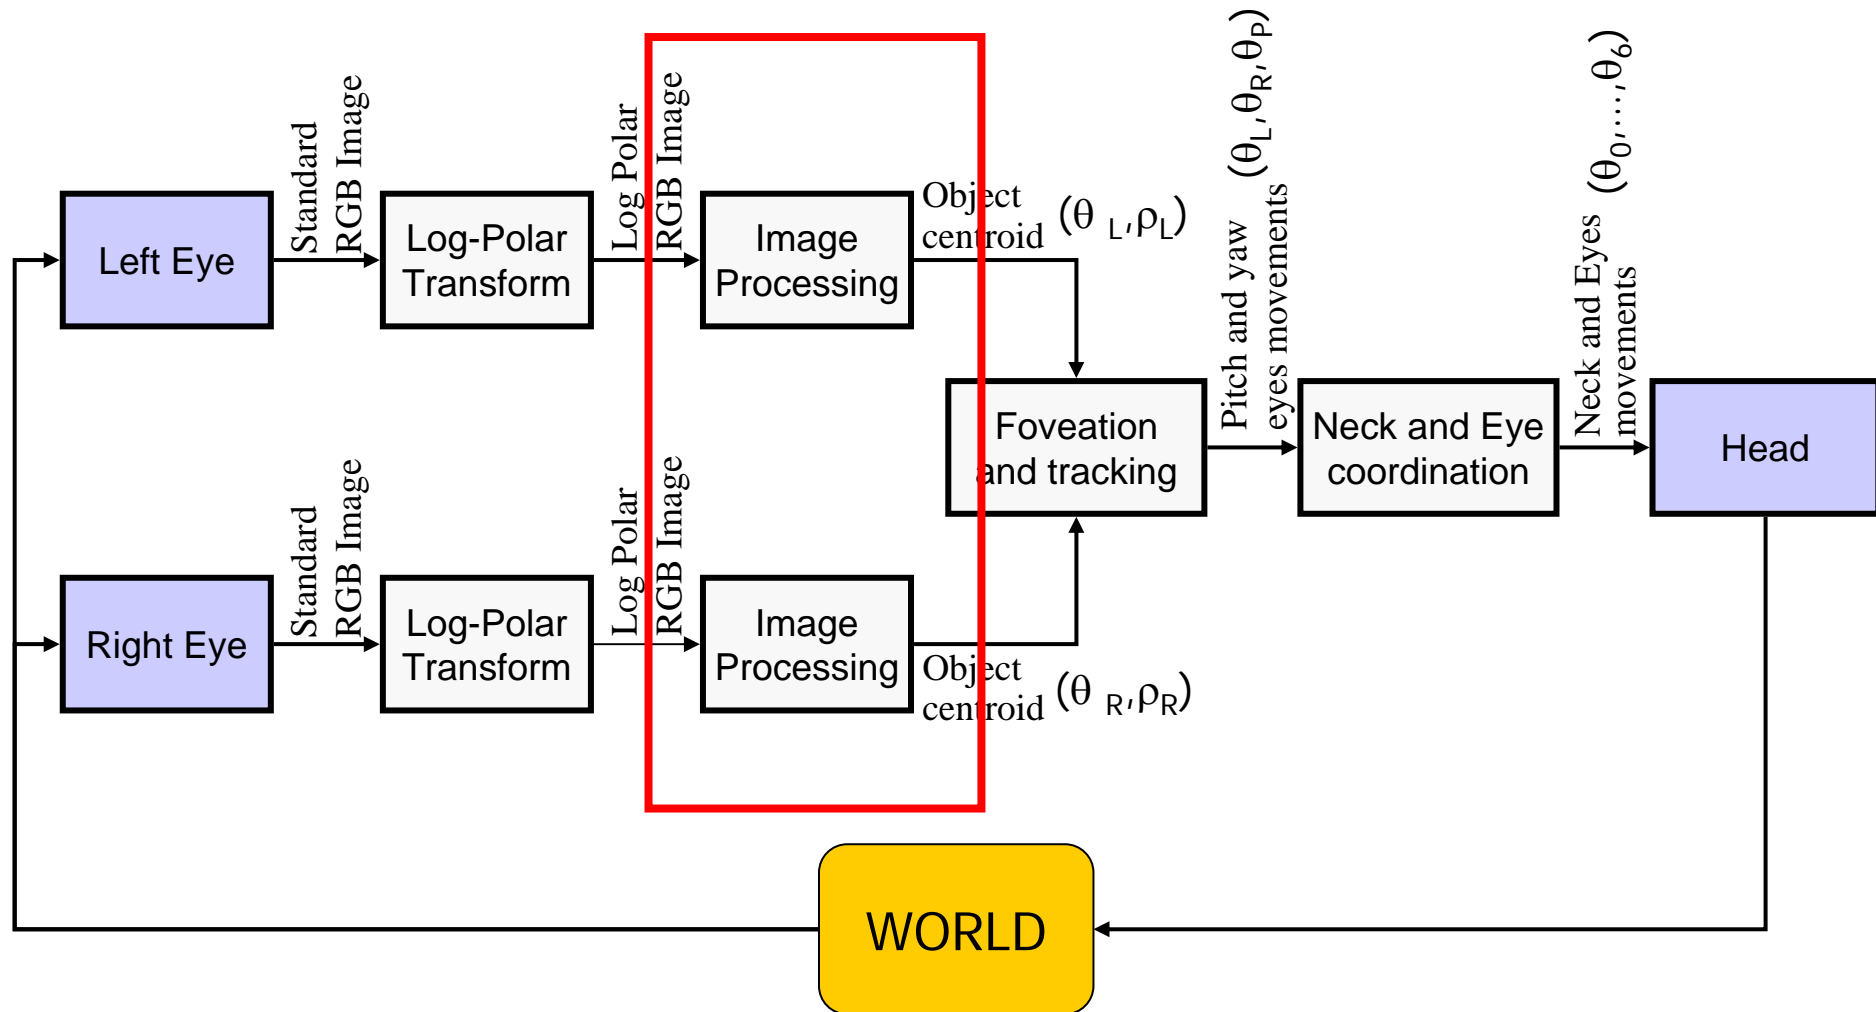 Left Eye
Standard
RGB Image
Log-Polar
Transform
Log Polar
RGB Image
Image
Processing
Object
centroid (θ L,ρL)
Right Eye
Standard
RGB Image
Log-Polar
Transform
Log Polar
RGB Image
Image
Processing
Object
centroid (θ R,ρR)
Foveation
and tracking
Pitch and yaw
eyes movements (θL,θR,θP)
Neck and Eye
coordination
Neck and Eyes (θ0,...,θ6)
movements
Head
WORLD